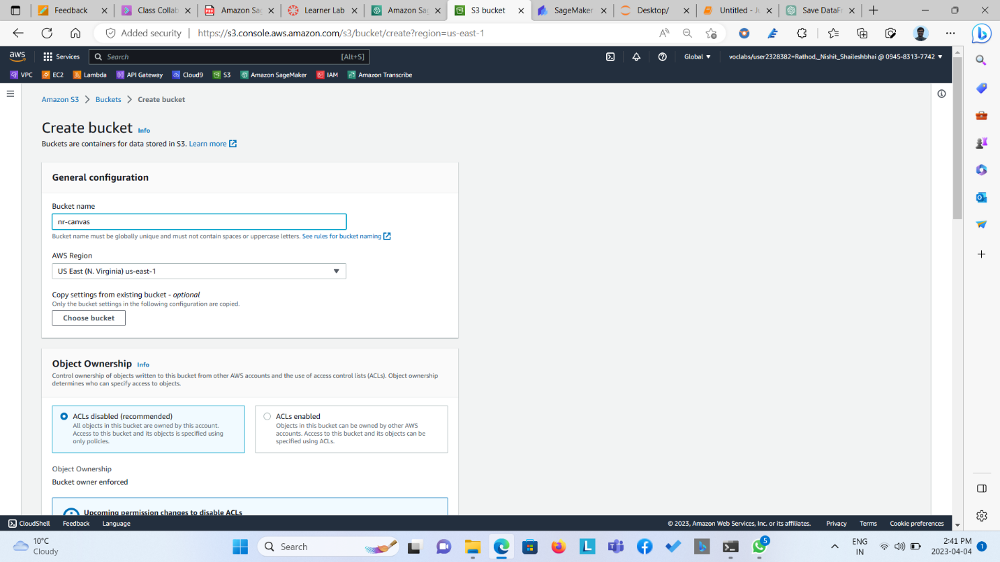 Feedback
Class Collab
Amazon Sag
Learner Lab
Amazon Sag
S3 bucket
SageMaker
Desktop/
Untitled - Ju
Save DataFr
Added security
https://s3.console.aws.amazon.com/s3/bucket/create?region=us-east-1
aws
Services
Search
[Alt+S]
Global
voclabs/user2328382=Rathod,_Nishit_Shaileshbhai @ 0945-8313-7742
VPC
EC2
Lambda
API Gateway
Cloud9
S3
Amazon SageMaker
IAM
Amazon Transcribe
Amazon S3
Buckets
Create bucket
Create bucket Info
Buckets are containers for data stored in S3. Learn more
General configuration
Bucket name
nr-canvas
Bucket name must be globally unique and must not contain spaces or uppercase letters. See rules for bucket naming
AWS Region
US East (N. Virginia) us-east-1
Copy settings from existing bucket - optional
Only the bucket settings in the following configuration are copied.
Choose bucket
Object Ownership Info
Control ownership of objects written to this bucket from other AWS accounts and the use of access control lists (ACLs). Object ownership
determines who can specify access to objects.
ACLs disabled (recommended)
All objects in this bucket are owned by this account.
Access to this bucket and its objects is specified using
only policies.
ACLs enabled
Objects in this bucket can be owned by other AWS
accounts. Access to this bucket and its objects can be
specified using ACLs.
Object Ownership
Bucket owner enforced
Upcoming permission changes to disable ACLs
CloudShell
Feedback
Language
© 2023, Amazon Web Services, Inc. or its affiliates.
Privacy
Terms
Cookie preferences
10°C
Cloudy
Search
5
ENG
IN
2:41 PM
2023-04-04
1